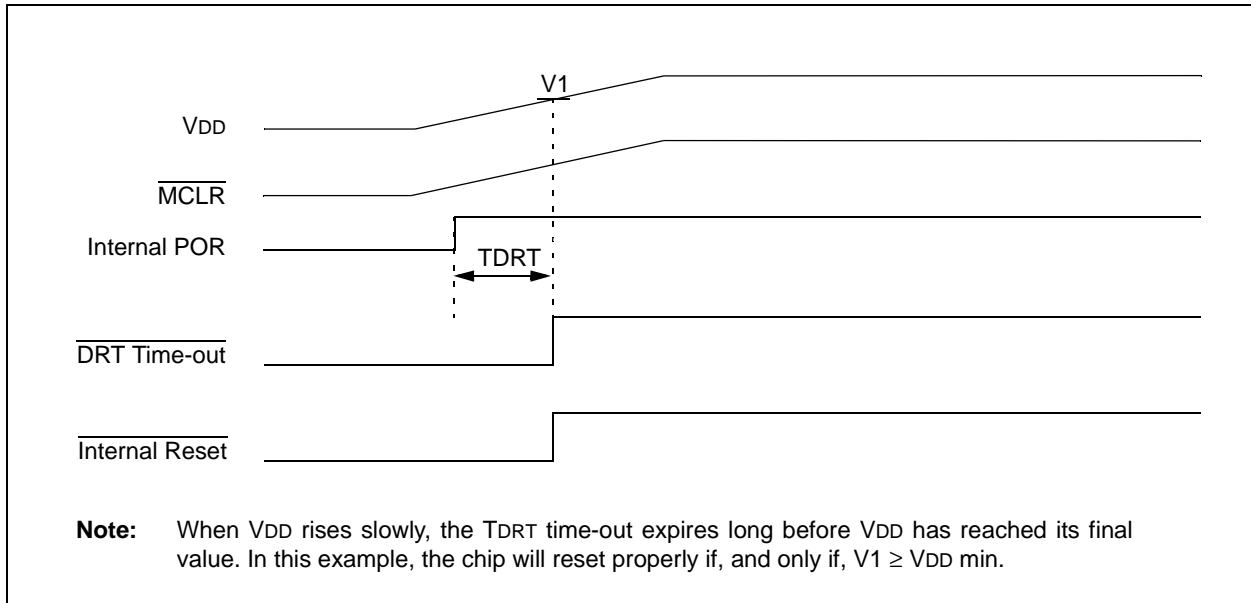 V1
VDD
MCLR
Internal POR
TDRT
DRT Time-out
Internal Reset
Note: When VDD rises slowly, the TDRT time-out expires long before VDD has reached its final
value. In this example, the chip will reset properly if, and only if, V1 ≥ VDD min.